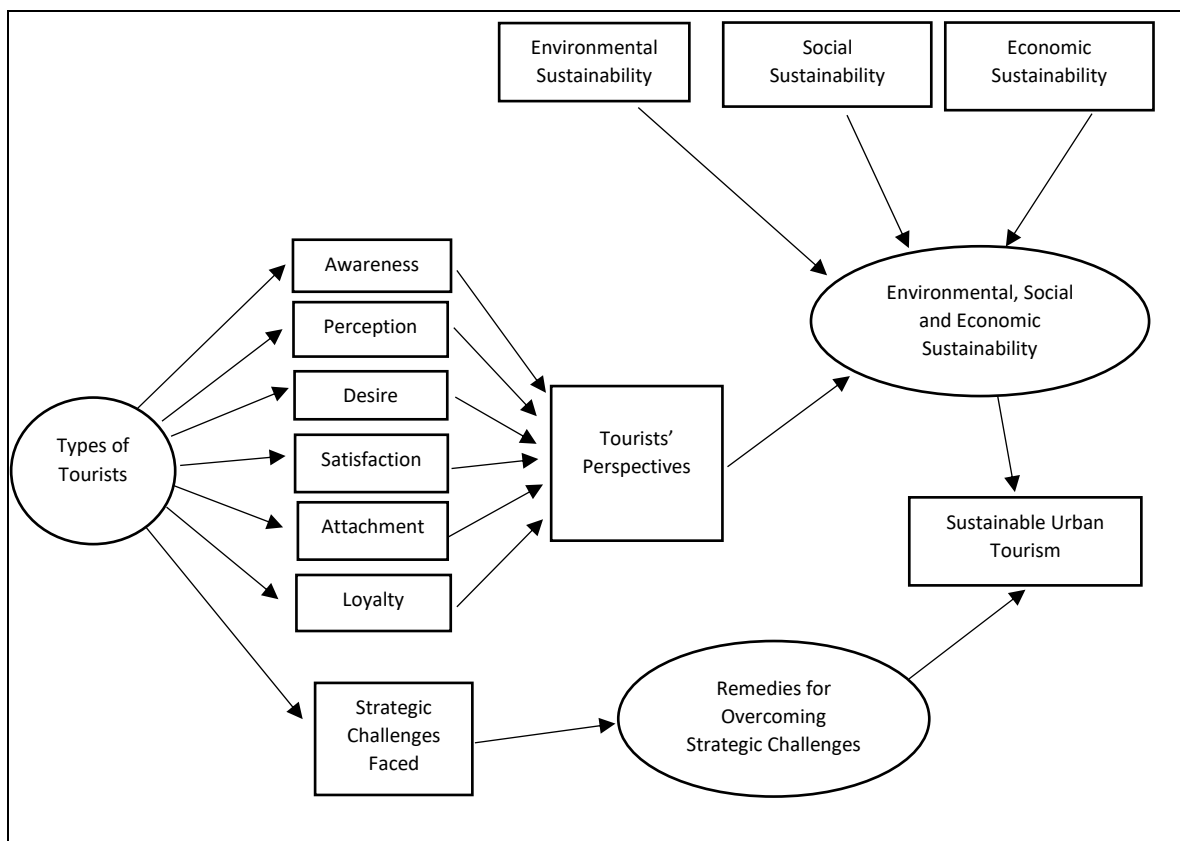 Environmental
Sustainability
Social
Sustainability
Economic
Sustainability
Awareness
Perception
Desire
Satisfaction
Attachment
Loyalty
Types of
Tourists
Tourists’
Perspectives
Environmental, Social
and Economic
Sustainability
Sustainable Urban
Tourism
Strategic
Challenges
Faced
Remedies for
Overcoming
Strategic Challenges